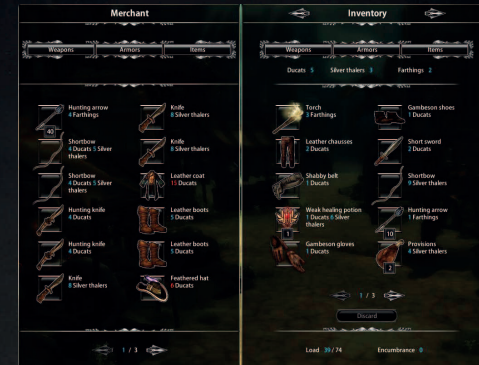 Merchant
Weapons
Armors
Items
Hunting arrow
4 Farthings
40
Knife
8 Silver thalers
Shortbow
4 Ducats 5 Silver
thalers
Knife
8 Silver thalers
Shortbow
4 Ducats 5 Silver
thalers
Leather coat
15 Ducats
Hunting knife
4 Ducats
Leather boots
5 Ducats
Hunting knife
4 Ducats
Leather boots
5 Ducats
Knife
8 Silver thalers
Feathered hat
6 Ducats
1 / 3
Inventory
Weapons
Armors
Items
Ducats 5
Silver thalers 3
Farthings 2
Torch
3 Farthings
Gambeson shoes
1 Ducats
Leather chausses
2 Ducats
Short sword
2 Ducats
Shabby belt
1 Ducats
Shortbow
9 Silver thalers
Weak healing potion
1 Ducats 6 Silver
thalers
1
Hunting arrow
1 Farthings
10
Gambeson gloves
1 Ducats
Provisions
4 Silver thalers
2
1 / 3
Discard
Load 39 / 74
Encumbrance 0